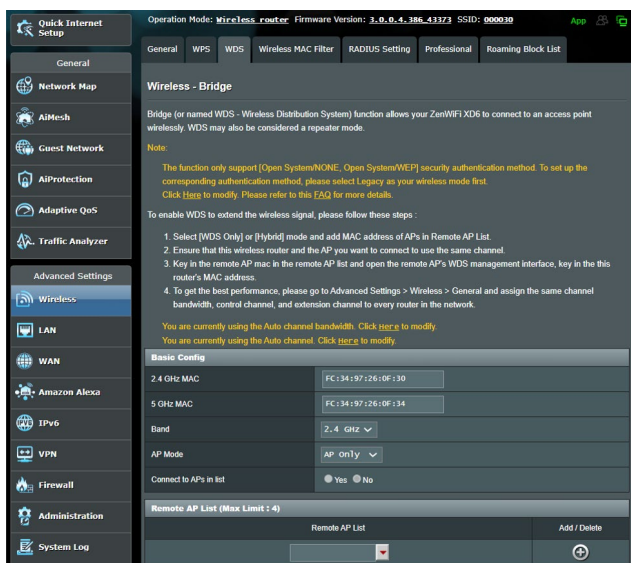 Quick Internet
Setup
Operation Mode: Wireless router Firmware Version: 3.0.0.4.386_43373 SSID: 000030
App
General
WPS
WDS
Wireless MAC Filter
RADIUS Setting
Professional
Roaming Block List
General
Network Map
AiMesh
Guest Network
AiProtection
Adaptive QoS
Traffic Analyzer
Advanced Settings
Wireless
LAN
WAN
Amazon Alexa
IPv6
VPN
Firewall
Administration
System Log
Wireless - Bridge
Bridge (or named WDS - Wireless Distribution System) function allows your ZenWiFi XD6 to connect to an access point
wirelessly. WDS may also be considered a repeater mode.
Note:
The function only support [Open System/NONE, Open System/WEP] security authentication method. To set up the
corresponding authentication method, please select Legacy as your wireless mode first.
Click Here to modify. Please refer to this FAQ for more details.
To enable WDS to extend the wireless signal, please follow these steps :
1. Select [WDS Only] or [Hybrid] mode and add MAC address of APs in Remote AP
List.
2. Ensure that this wireless router and the AP you want to connect to use the same channel.
3. Key in the remote AP mac in the remote AP list and open the remote AP's WDS management interface, key in the this
router's MAC address.
4. To get the best performance, please go to Advanced Settings > Wireless > General and assign the same channel
bandwidth, control channel, and extension channel to every router in the network.
You are currently using the Auto channel bandwidth. Click Here to modify.
You are currently using the Auto channel. Click Here to modify.
Basic Config
2.4 GHz MAC
FC:34:97:26:0F:30
5 GHz MAC
FC:34:97:26:0F:34
Band
2.4 GHz
AP Mode
AP Only
Connect to APs in list
Yes No
Remote AP List (Max Limit : 4)
Remote AP List
Add / Delete